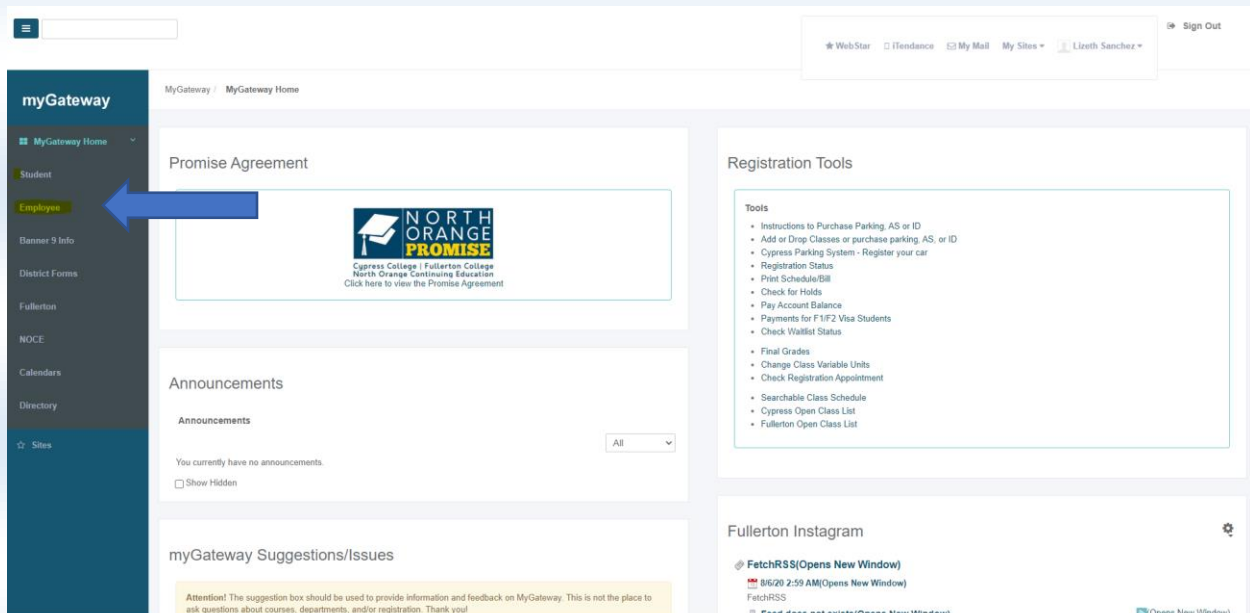 Sign Out
WebStar iTendance My Mail My Sites Lizeth Sanchez
myGateway
MyGateway / MyGateway Home
MyGateway Home
Student
Employee
Banner 9 Info
District Forms
Fullerton
NOCE
Calendars
Directory
Sites
Promise Agreement
NORTH
ORANGE
PROMISE
Cypress College | Fullerton College
North Orange Continuing Education
Click here to view the Promise Agreement
Announcements
Announcements
All
You currently have no announcements.
Show Hidden
myGateway Suggestions/Issues
Attention! The suggestion box should be used to provide information and feedback on MyGateway. This is not the place to
ask questions about courses, departments, and/or registration. Thank you!
Registration Tools
Tools
Instructions to Purchase Parking, AS or ID
Add or Drop Classes or purchase parking, AS, or ID
Cypress Parking System - Register your car
Registration Status
Print Schedule/Bill
Check for Holds
Pay Account Balance
Payments for F1/F2 Visa Students
Check Waitlist Status
Final Grades
Change Class Variable Units
Check Registration Appointment
Searchable Class Schedule
Cypress Open Class List
Fullerton Open Class List
Fullerton Instagram
FetchRSS(Opens New Window)
8/6/20 2:59 AM(Opens New Window)
FetchRSS
Feed does not exists(Opens New Window)
(Opens New Window)